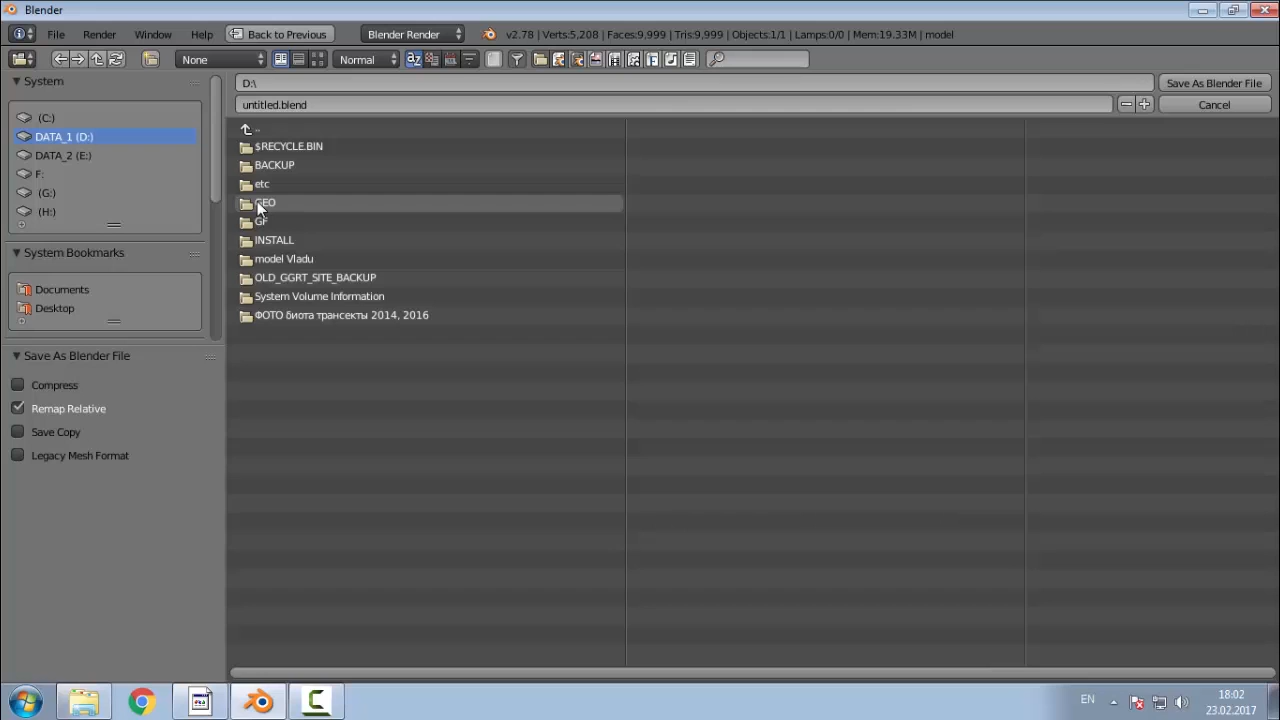 Blender
File Render Window Help Back to Previous Blender Render v2.78 | Verts:5,208 | Faces:9,999 | Tris:9,999 | Objects:1/1 | Lamps:0/0 | Mem:19.33M | model
None Normal
System
D:\
Save As Blender File
untitled.blend
Cancel
(C:)
DATA_1 (D:)
DATA_2 (E:)
F:
(G:)
(H:)
System Bookmarks
Documents
Desktop
Save As Blender File
Compress
Remap Relative
Save Copy
Legacy Mesh Format
..
$RECYCLE.BIN
BACKUP
etc
GEO
GF
INSTALL
model Vladu
OLD_GGRT_SITE_BACKUP
System Volume Information
ФОТО биота трансекты 2014, 2016
EN
18:02
23.02.2017